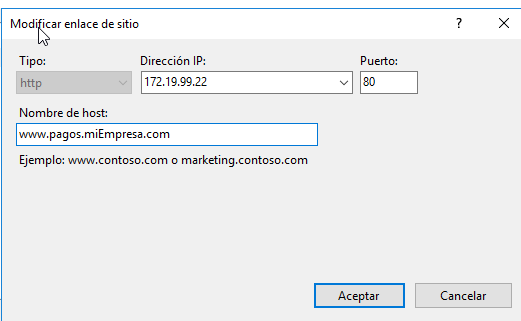 Modificar enlace de sitio
Tipo: Dirección IP: Puerto:
http 172.19.99.22 80
Nombre de host:
www.pagos.miEmpresa.com
Ejemplo: www.contoso.com o marketing.contoso.com
Aceptar Cancelar